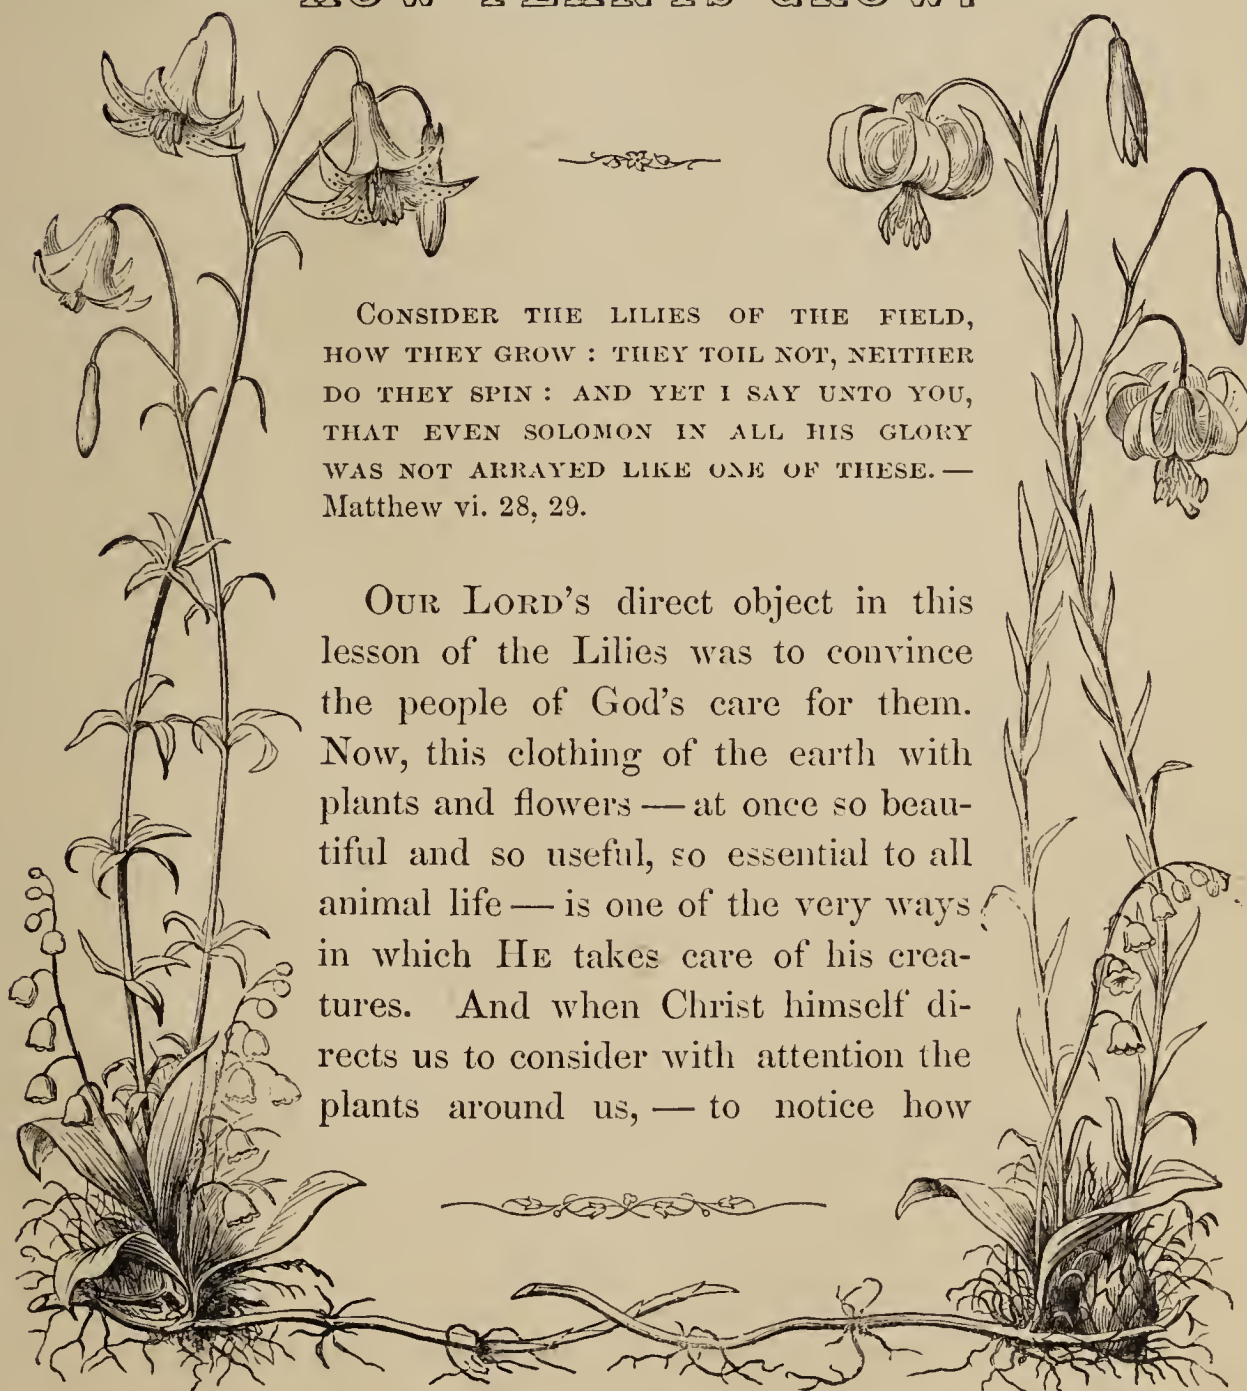 HOW PLANTS GROW.
CONSIDER THE LILIES OF THE FIELD,
HOW THEY GROW : THEY TOIL NOT, NEITHER
DO THEY SPIN : AND YET I SAY UNTO YOU,
THAT EVEN SOLOMON IN ALL HIS GLORY
WAS NOT ARRAYED LIKE ONE OF THESE. —
Matthew vi. 28, 29.
OUR LORD'S direct object in this
lesson of the Lilies was to convince
the people of God's care for them.
Now, this clothing of the earth with
plants and flowers — at once so beau-
tiful and so useful, so essential to all
animal life — is one of the very ways
in which HE takes care of his crea-
tures. And when Christ himself di-
rects us to consider with attention the
plants around us, — to notice how